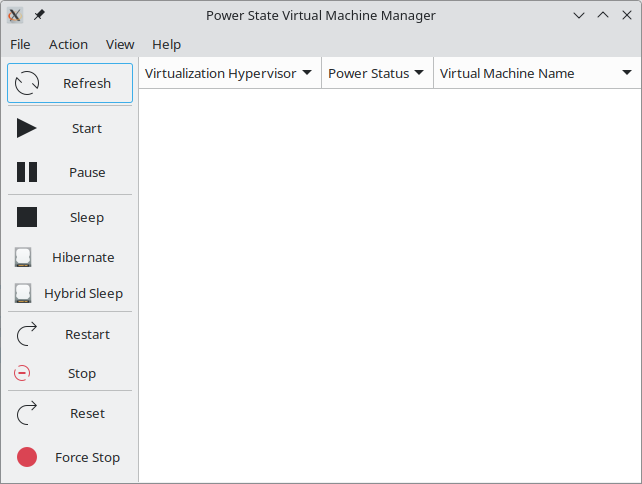 Power State Virtual Machine Manager
File Action View Help
Refresh
Start
Pause
Sleep
Hibernate
Hybrid Sleep
Restart
Stop
Reset
Force Stop
Virtualization Hypervisor Power Status Virtual Machine Name